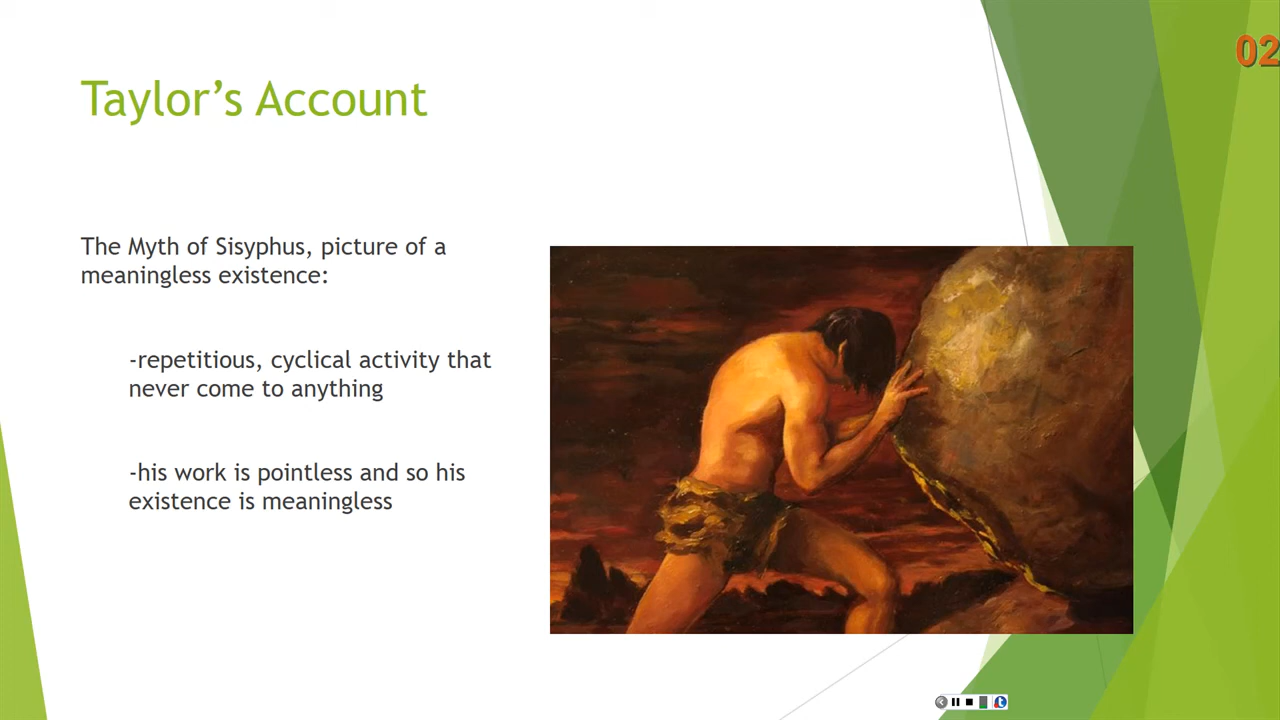 02
Taylor’s Account
The Myth of Sisyphus, picture of a
meaningless existence:
-repetitious, cyclical activity that
never come to anything
-his work is pointless and so his
existence is meaningless